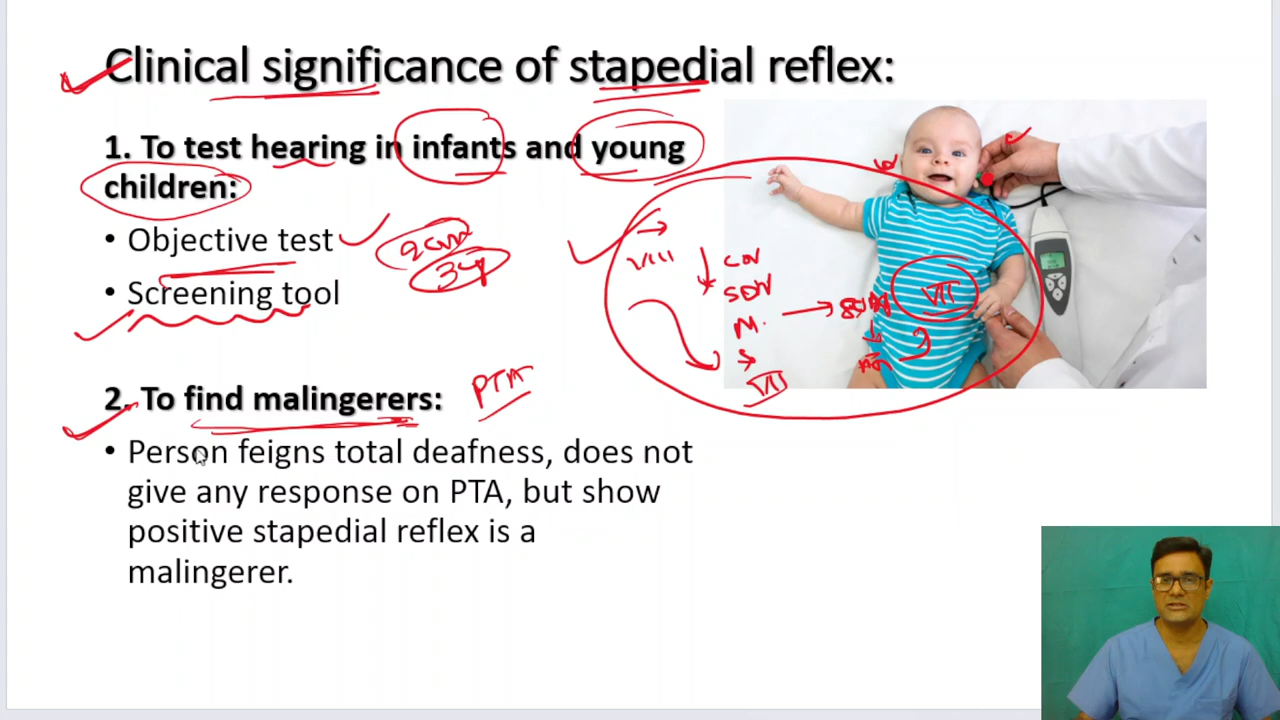 Clinical significance of stapedial reflex:
1. To test hearing in infants and young
children:
• Objective test
• Screening tool
VIII
VII
VII
2. To find malingerers:
PTA
• Person feigns total deafness, does not
give any response on PTA, but show
positive stapedial reflex is a
malingerer.